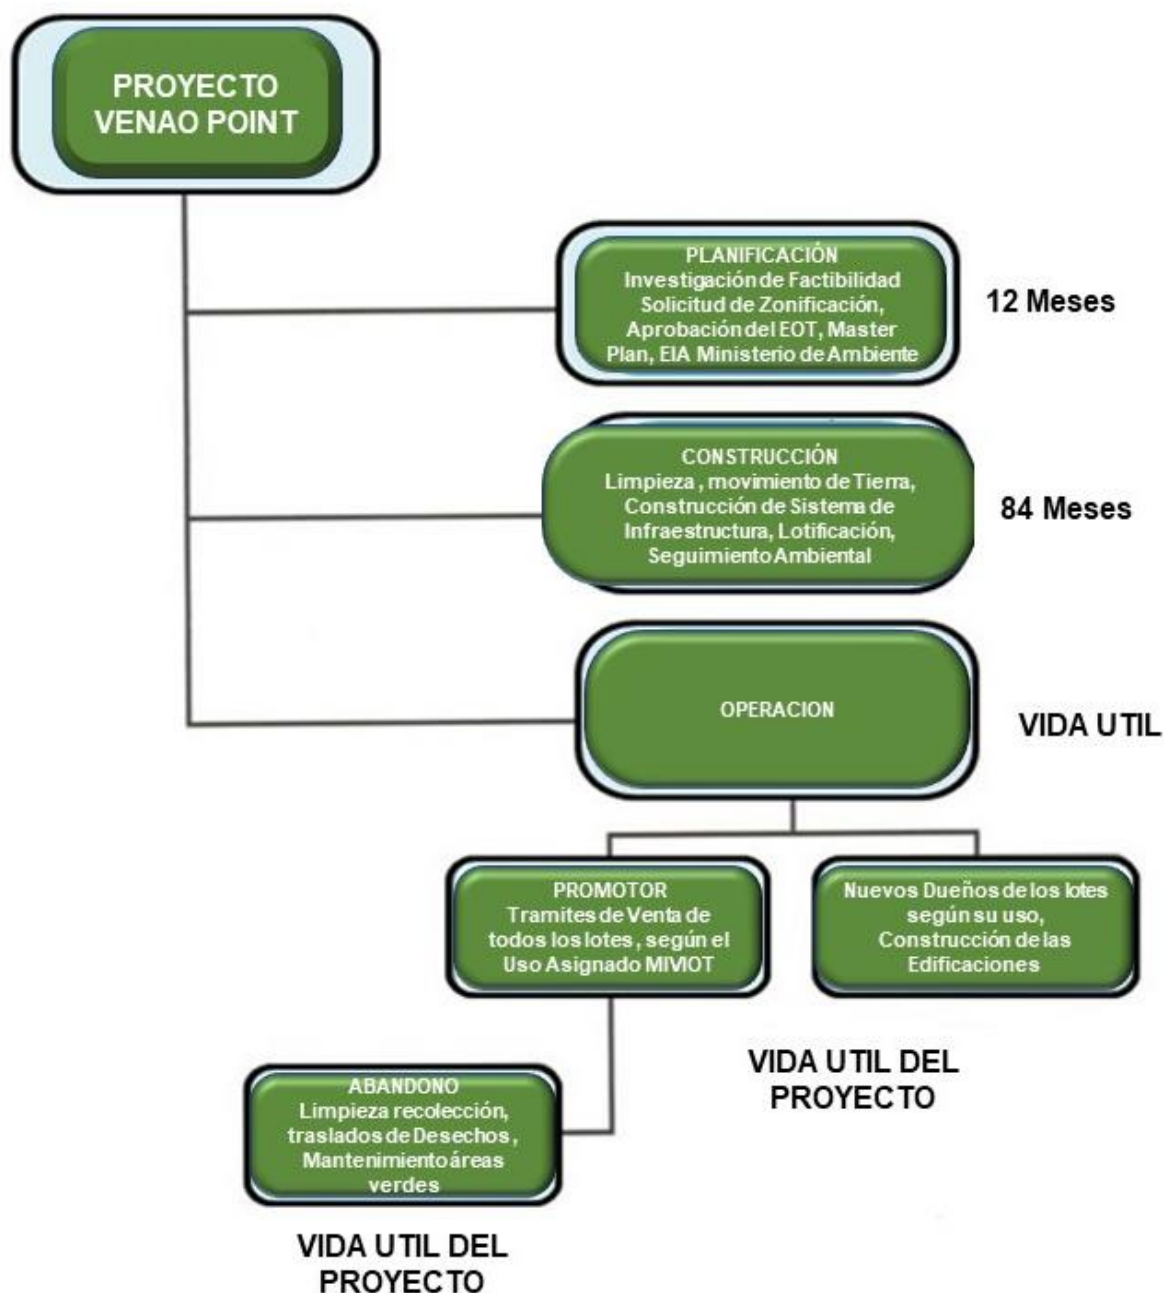 PROYECTO
VENAO POINT
PLANIFICACIÓN
Investigación de Factibilidad
Solicitud de Zonificación,
Aprobación del EOT, Master
Plan, EIA Ministerio de Ambiente
12 Meses
CONSTRUCCIÓN
Limpieza , movimiento de Tierra,
Construcción de Sistema de
Infraestructura, Lotificación,
Seguimiento Ambiental
84 Meses
OPERACION
VIDA UTIL
PROMOTOR
Tramites de Venta de
todos los lotes , según el
Uso Asignado MIVIOT
Nuevos Dueños de los lotes
según su uso,
Construcción de las
Edificaciones
VIDA UTIL DEL
PROYECTO
ABANDONO
Limpieza recolección,
traslados de Desechos ,
Mantenimiento áreas
verdes
VIDA UTIL DEL
PROYECTO